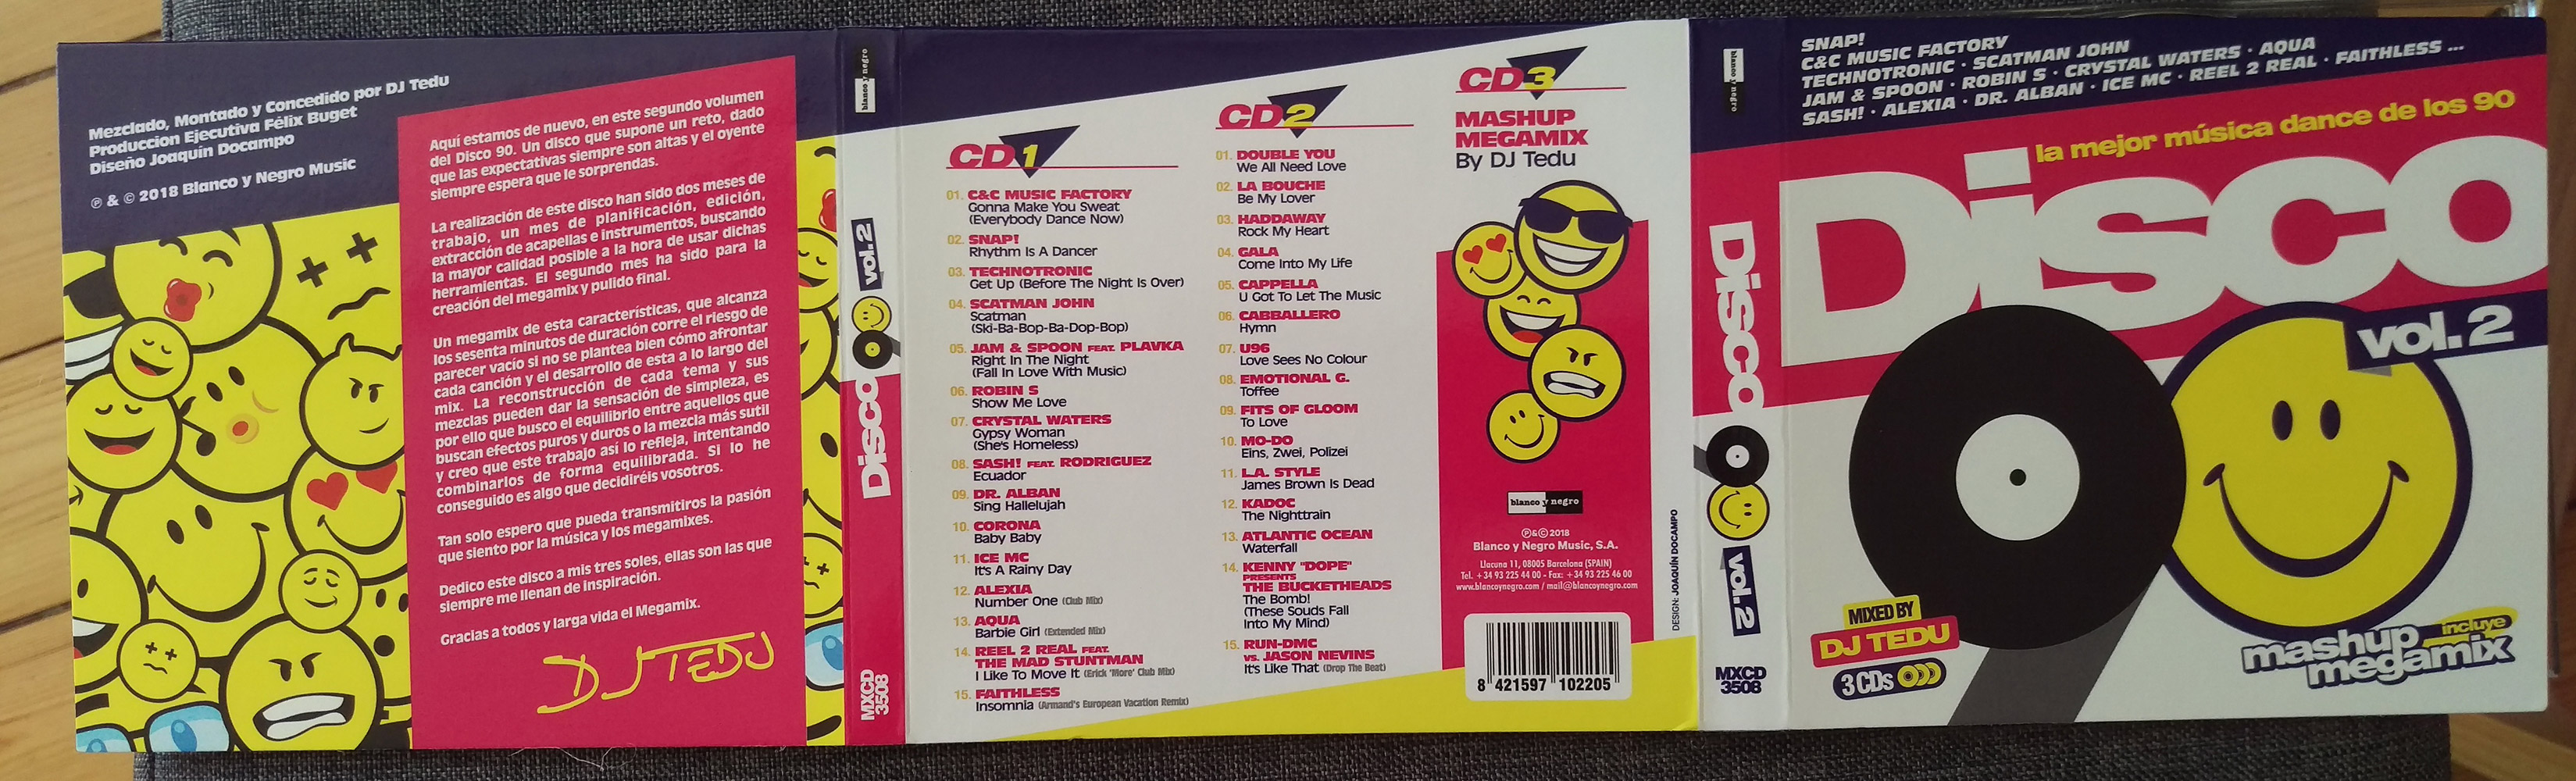 Mezclado, Montado y Concedido por DJ Tedu
Produccion Ejecutiva Félix Buget
Diseño Joaquín Docampo
℗ & © 2018 Blanco y Negro Music
Aquí estamos de nuevo, en este segundo volumen
del Disco 90. Un disco que supone un reto, dado
que las expectativas siempre son altas y el oyente
siempre espera que le sorprendas.
La realización de este disco han sido dos meses de
trabajo, un mes de planificación, edición,
extracción de acapellas e instrumentos, buscando
la mayor calidad posible a la hora de usar dichas
herramientas. El segundo mes ha sido para la
creación del megamix y pulido final.
Un megamix de esta características, que alcanza
los sesenta minutos de duración corre el riesgo de
parecer vacío si no se plantea bien cómo afrontar
cada canción y el desarrollo de esta a lo largo del
mix. La reconstrucción de cada tema y sus
mezclas pueden dar la sensación de simpleza, es
por ello que busco el equilibrio entre aquellos que
buscan efectos puros y duros o la mezcla más sutil
y creo que este trabajo así lo refleja, intentando
combinarlos de forma equilibrada. Si lo he
conseguido es algo que decidiréis vosotros.
Tan solo espero que pueda transmitiros la pasión
que siento por la música y los megamixes.
Dedico este disco a mis tres soles, ellas son las que
siempre me llenan de inspiración.
Gracias a todos y larga vida el Megamix.
DJ TEDU
blanco y negro
Disco 90 vol.2
MXCD
3508
CD1
01. C&C MUSIC FACTORY
Gonna Make You Sweat
(Everybody Dance Now)
02. SNAP!
Rhythm Is A Dancer
03. TECHNOTRONIC
Get Up (Before The Night Is Over)
04. SCATMAN JOHN
Scatman
(Ski-Ba-Bop-Ba-Dop-Bop)
05. JAM & SPOON FEAT. PLAVKA
Right In The Night
(Fall In Love With Music)
06. ROBIN S
Show Me Love
07. CRYSTAL WATERS
Gypsy Woman
(She's Homeless)
08. SASH! FEAT. RODRIGUEZ
Ecuador
09. DR. ALBAN
Sing Hallelujah
10. CORONA
Baby Baby
11. ICE MC
It's A Rainy Day
12. ALEXIA
Number One (Club Mix)
13. AQUA
Barbie Girl (Extended Mix)
14. REEL 2 REAL FEAT.
THE MAD STUNTMAN
I Like To Move It (Erick 'More' Club Mix)
15. FAITHLESS
Insomnia (Armand's European Vacation Remix)
CD2
01. DOUBLE YOU
We All Need Love
02. LA BOUCHE
Be My Lover
03. HADDAWAY
Rock My Heart
04. GALA
Come Into My Life
05. CAPPELLA
U Got To Let The Music
06. CABBALLERO
Hymn
07. U96
Love Sees No Colour
08. EMOTIONAL G.
Toffee
09. FITS OF GLOOM
To Love
10. MO-DO
Eins, Zwei, Polizei
11. L.A. STYLE
James Brown Is Dead
12. KADOC
The Nighttrain
13. ATLANTIC OCEAN
Waterfall
14. KENNY "DOPE"
PRESENTS
THE BUCKETHEADS
The Bomb!
(These Souds Fall
Into My Mind)
15. RUN-DMC
VS. JASON NEVINS
It's Like That (Drop The Beat)
CD3
MASHUP
MEGAMIX
By DJ Tedu
blanco y negro
℗&© 2018
Blanco y Negro Music, S.A.
Llacuna 11, 08005 Barcelona (SPAIN)
Tel. +34 93 225 44 00 - Fax: +34 93 225 46 00
www.blancoynegro.com / mail@blancoynegro.com
8 421597 102205
DESIGN: JOAQUÍN DOCAMPO
blanco y negro
Disco 90 vol.2
MXCD
3508
SNAP!
C&C MUSIC FACTORY
TECHNOTRONIC · SCATMAN JOHN
JAM & SPOON · ROBIN S · CRYSTAL WATERS · AQUA
SASH! · ALEXIA · DR. ALBAN · ICE MC · REEL 2 REAL · FAITHLESS ...
la mejor música dance de los 90
Disco
vol.2
MIXED BY
DJ TEDU
3CDs
incluye
mashup
megamix